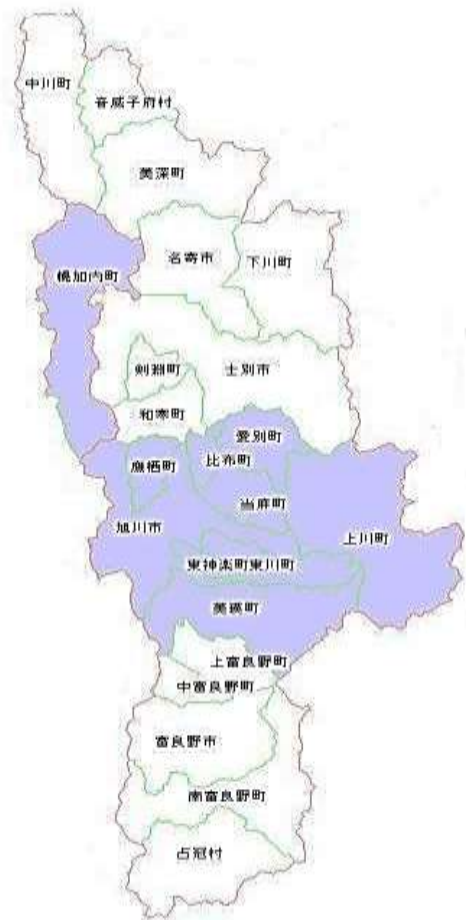 中川町
音威子府村
美深町
名寄市
下川町
幌加内町
剣淵町
士別市
和寒町
愛別町
鷹栖町
比布町
当麻町
旭川市
上川町
東神楽町東川町
美瑛町
上富良野町
中富良野町
富良野市
南富良野町
占冠村